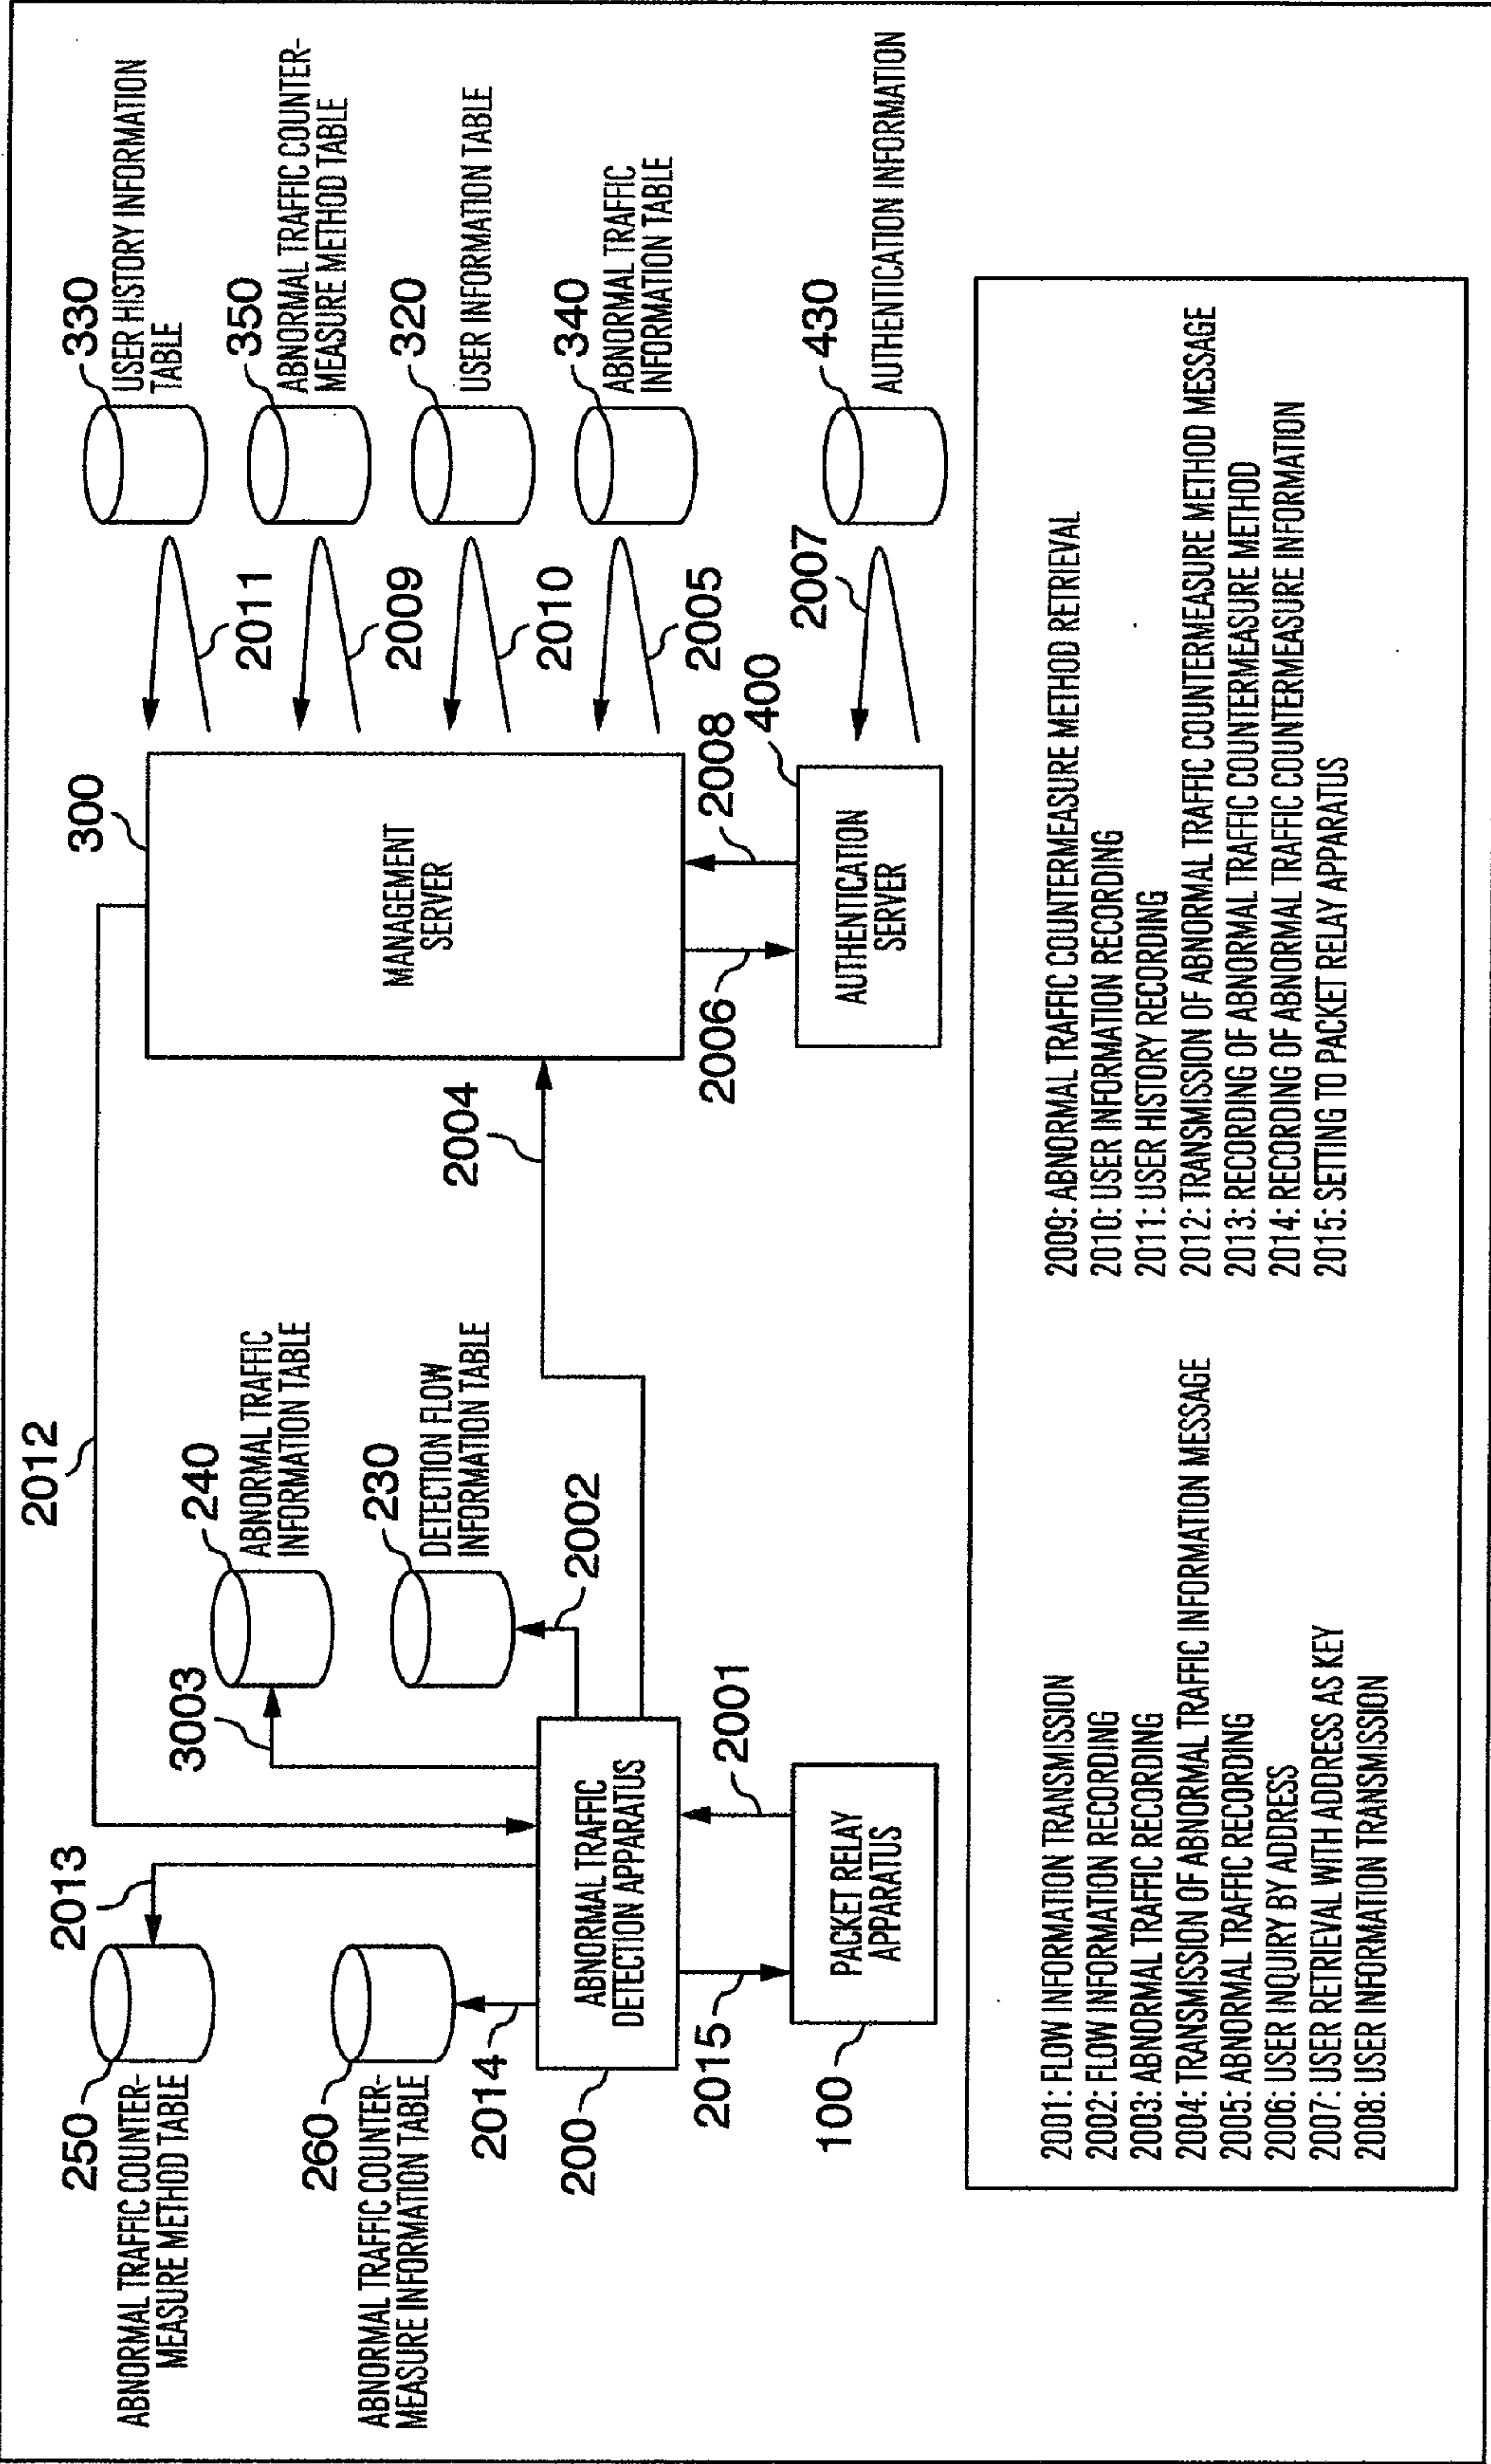 2012
2013
250
ABNORMAL TRAFFIC COUNTER-
MEASURE METHOD TABLE
3003
240
ABNORMAL TRAFFIC
INFORMATION TABLE
260
ABNORMAL TRAFFIC COUNTER-
MEASURE INFORMATION TABLE
2014
230
DETECTION FLOW
INFORMATION TABLE
2002
200
ABNORMAL TRAFFIC
DETECTION APPARATUS
2015
2001
100
PACKET RELAY
APPARATUS
2004
300
MANAGEMENT
SERVER
2006
2008
400
AUTHENTICATION
SERVER
2011
330
USER HISTORY INFORMATION
TABLE
2009
350
ABNORMAL TRAFFIC COUNTER-
MEASURE METHOD TABLE
2010
320
USER INFORMATION TABLE
2005
340
ABNORMAL TRAFFIC
INFORMATION TABLE
2007
430
AUTHENTICATION INFORMATION
2001: FLOW INFORMATION TRANSMISSION
2002: FLOW INFORMATION RECORDING
2003: ABNORMAL TRAFFIC RECORDING
2004: TRANSMISSION OF ABNORMAL TRAFFIC INFORMATION MESSAGE
2005: ABNORMAL TRAFFIC RECORDING
2006: USER INQUIRY BY ADDRESS
2007: USER RETRIEVAL WITH ADDRESS AS KEY
2008: USER INFORMATION TRANSMISSION
2009: ABNORMAL TRAFFIC COUNTERMEASURE METHOD RETRIEVAL
2010: USER INFORMATION RECORDING
2011: USER HISTORY RECORDING
2012: TRANSMISSION OF ABNORMAL TRAFFIC COUNTERMEASURE METHOD MESSAGE
2013: RECORDING OF ABNORMAL TRAFFIC COUNTERMEASURE METHOD
2014: RECORDING OF ABNORMAL TRAFFIC COUNTERMEASURE INFORMATION
2015: SETTING TO PACKET RELAY APPARATUS